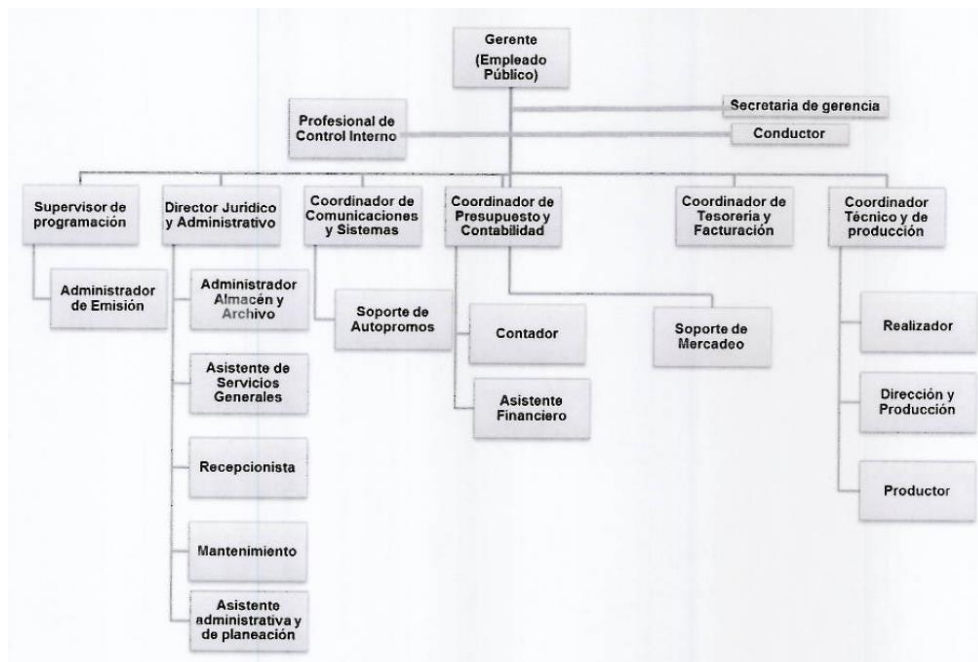 Gerente
(Empleado
Público)
Secretaria de gerencia
Profesional de
Control Interno
Conductor
Supervisor de
programación
Director Jurídico
y Administrativo
Coordinador de
Comunicaciones
y Sistemas
Coordinador de
Presupuesto y
Contabilidad
Coordinador de
Tesorería y
Facturación
Coordinador
Técnico y de
producción
Administrador
de Emisión
Administrador
Almacén y
Archivo
Soporte de
Autopromos
Contador
Soporte de
Mercadeo
Realizador
Asistente de
Servicios
Generales
Asistente
Financiero
Dirección y
Producción
Recepcionista
Productor
Mantenimiento
Asistente
administrativa y
de planeación